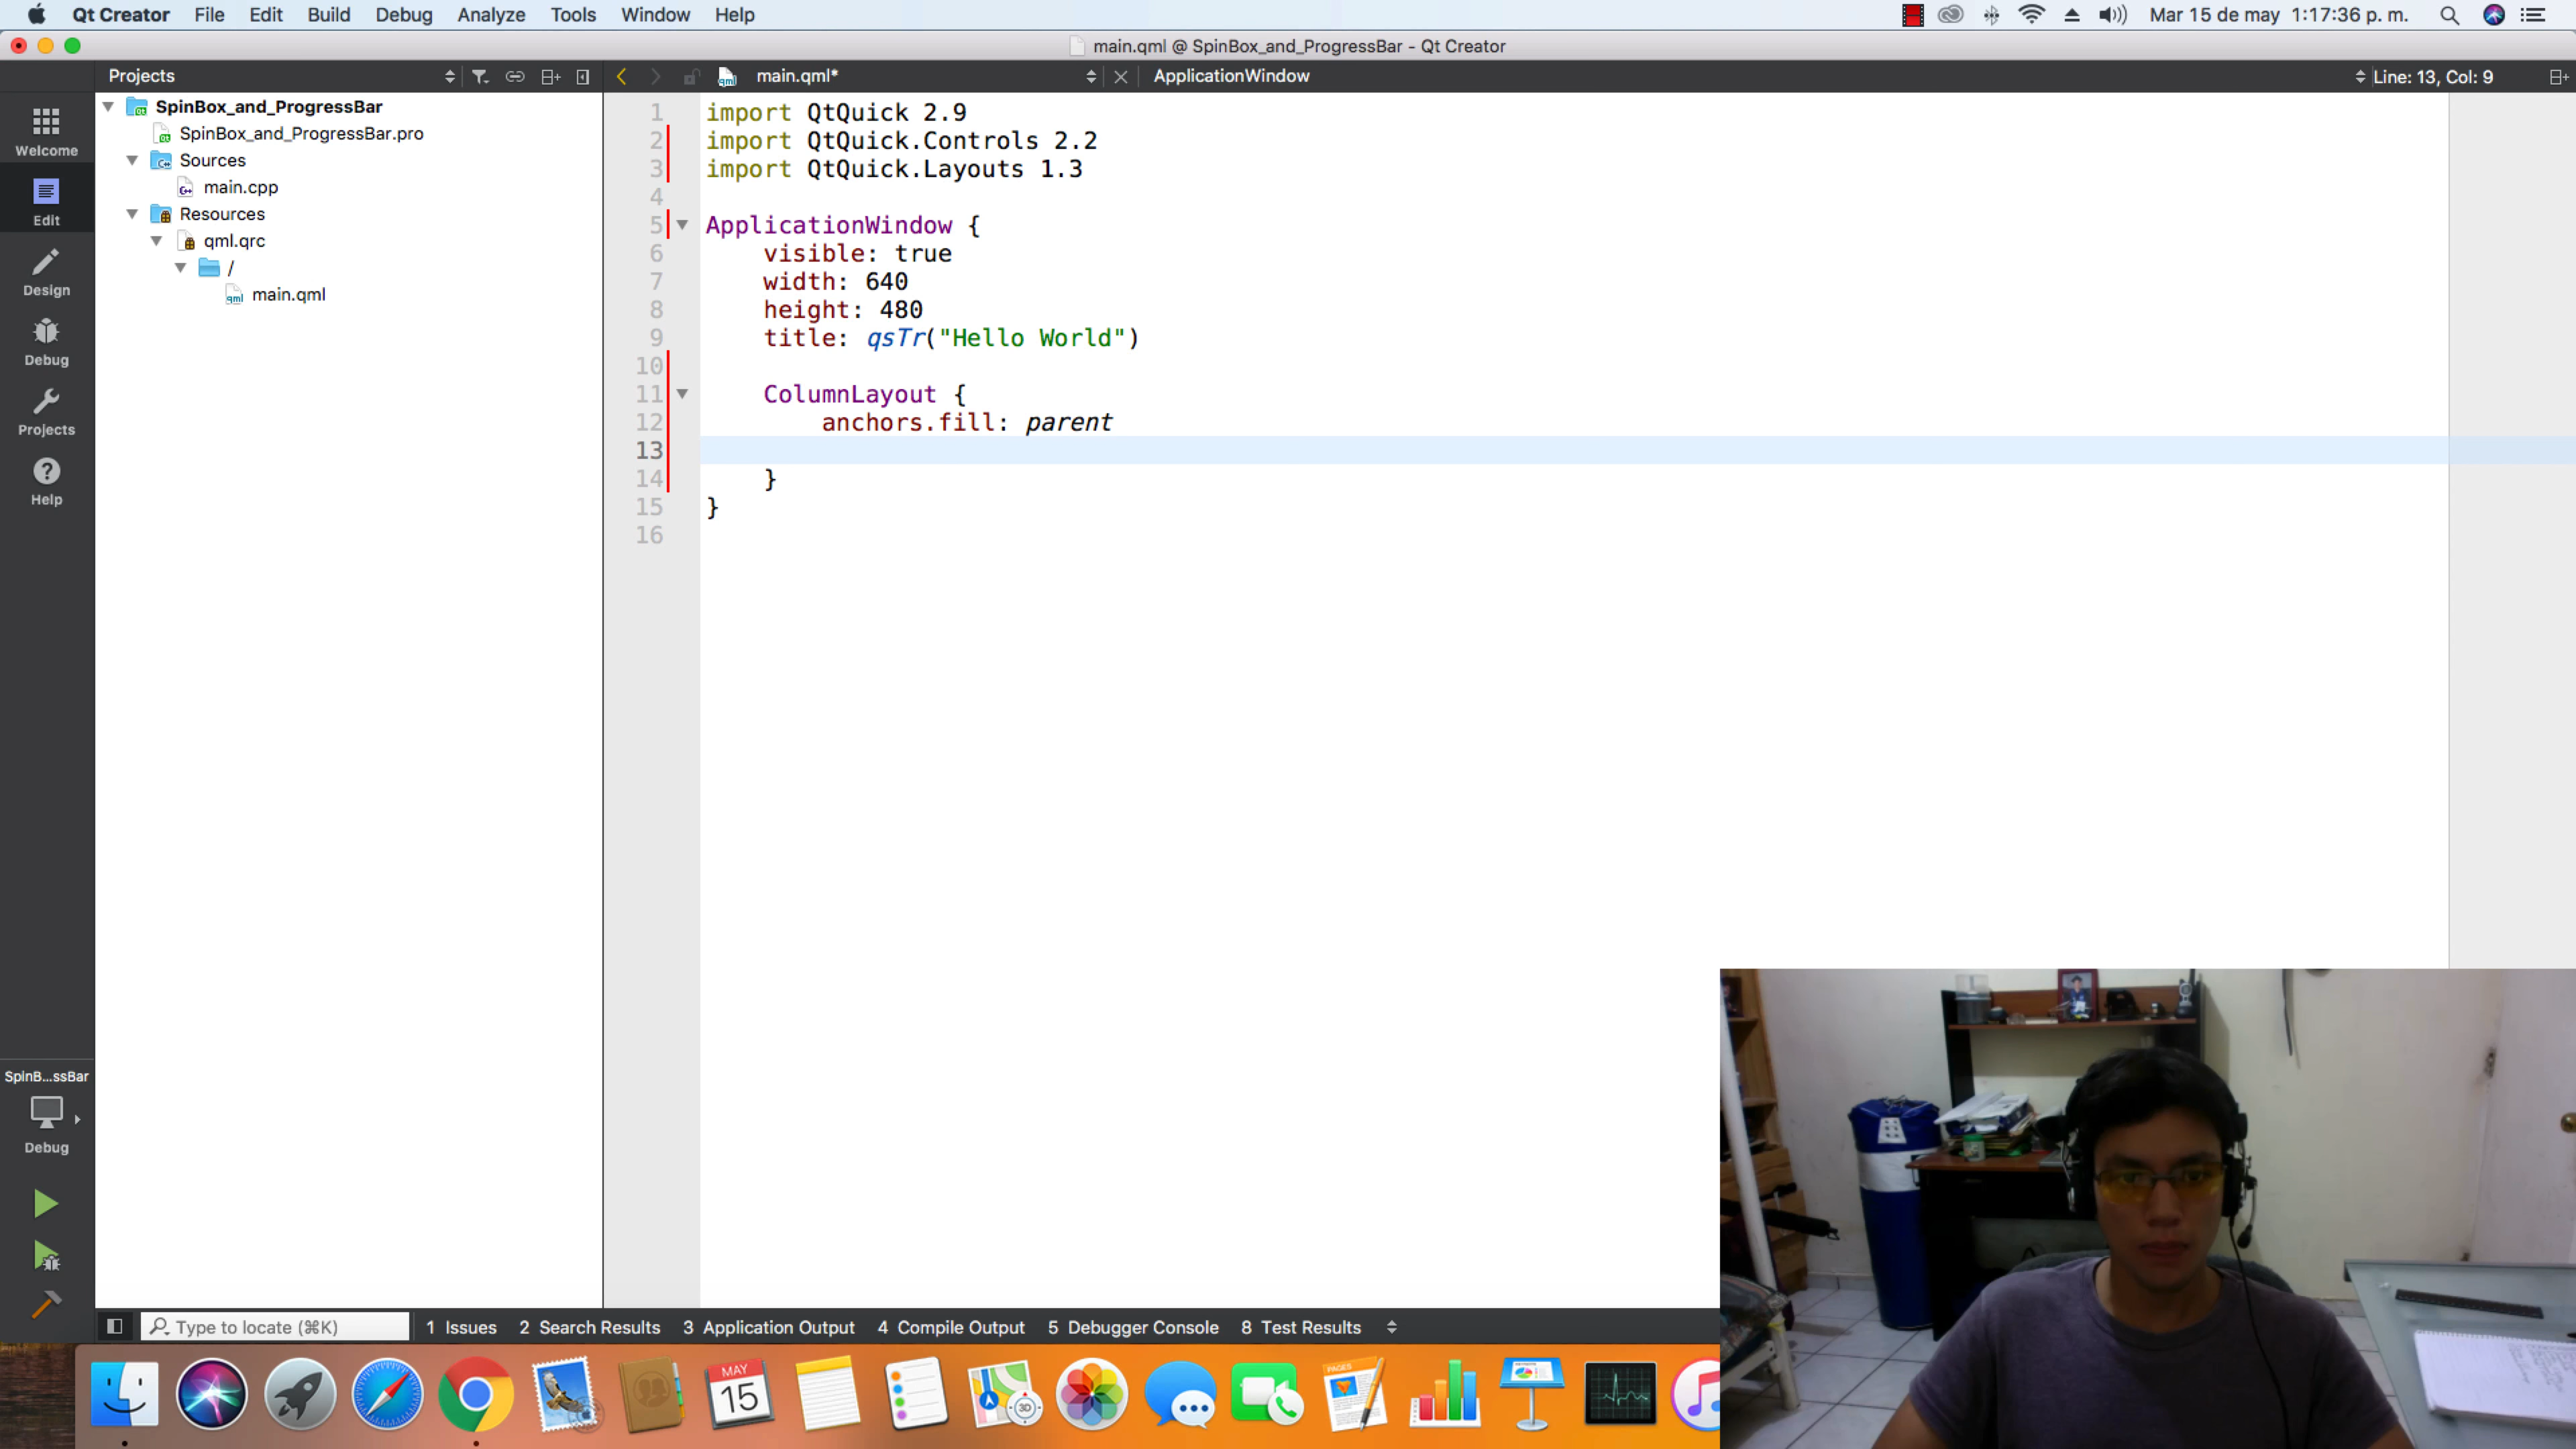 Qt Creator File Edit Build Debug Analyze Tools Window Help
Mar 15 de may 1:17:36 p. m.
main.qml @ SpinBox_and_ProgressBar - Qt Creator
Projects
main.qml*
ApplicationWindow
Line: 13, Col: 9
Welcome
Edit
Design
Debug
Projects
Help
SpinBox_and_ProgressBar
SpinBox_and_ProgressBar.pro
Sources
main.cpp
Resources
qml.qrc
/
main.qml
1 import QtQuick 2.9
2 import QtQuick.Controls 2.2
3 import QtQuick.Layouts 1.3
4
5 ApplicationWindow {
6 visible: true
7 width: 640
8 height: 480
9 title: qsTr("Hello World")
10
11 ColumnLayout {
12 anchors.fill: parent
13
14 }
15 }
16
SpinB...ssBar
Debug
Type to locate (⌘K)
1 Issues 2 Search Results 3 Application Output 4 Compile Output 5 Debugger Console 8 Test Results
MAY
15
3D
PAGES